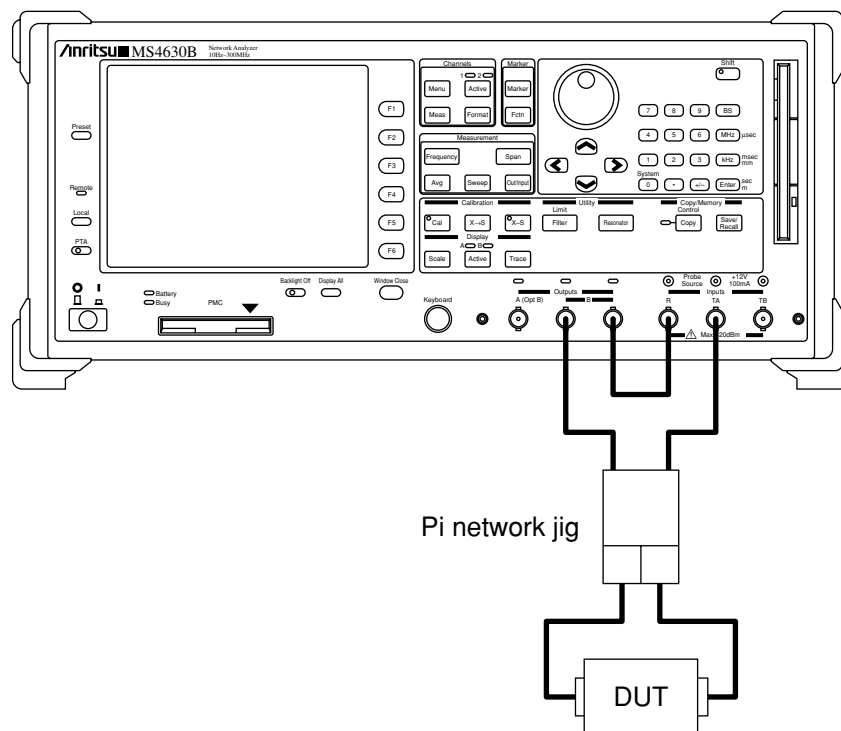 Anritsu MS4630B Network Analyzer
10Hz~300MHz
Channels
Marker
Shift
1 2
Menu Active Marker
Meas Format Fctn
7 8 9 BS
4 5 6 MHz μsec
1 2 3 kHz msec
mm
System
0 • +/− Enter sec
m
F1
F2
F3
F4
F5
F6
Preset
Remote
Local
PTA
Measurement
Frequency Span
Avg Sweep Out/Input
Calibration Utility Copy/Memory
Limit Control
Cal X→S X–S Filter Resonator Copy Save/
Recall
Display
A B
Scale Active Trace
Battery
Busy
PMC
Backlight Off Display All Window Close
Keyboard
Outputs
A (Opt B) B
Probe
Source
+12V
100mA
Inputs
R TA TB
Max +20dBm
Pi network jig
DUT